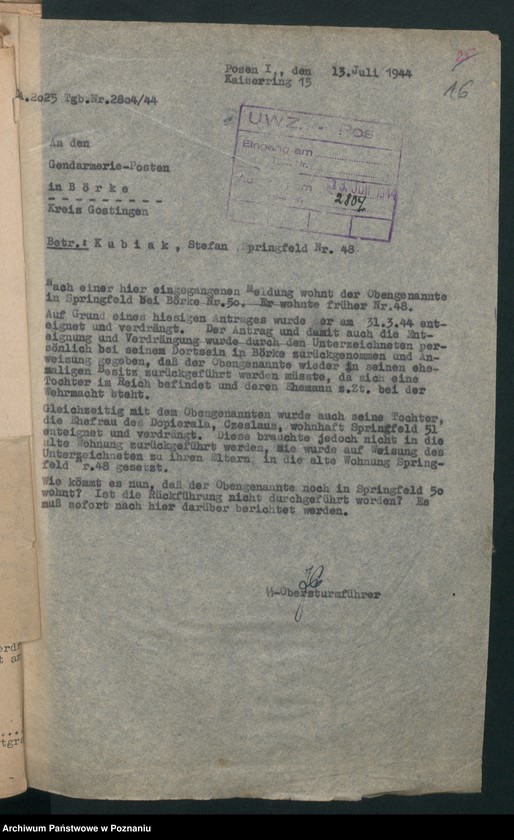 25
16
Posen I., den 13.Juli 1944
Kaiserring 15
.2025 Tgb.Nr.2804/44
UWZ. POS
Eingang am
13. Juli 1944
2804
An den
Gendarmerie-Posten
in B ö r k e
Kreis Gostingen
Betr.: K u b i a k , Stefan ,Springfeld Nr. 48
Nach einer hier eingegangenen Meldung wohnt der Obengenannte
in Springfeld bei Börke Nr.50. Er wohnte früher Nr.48.
Auf Grund eines hiesigen Antrages wurde er am 31.3.44 ent-
eignet und verdrängt. Der Antrag und damit auch die Ent-
eignung und Verdrängung wurde durch den Unterzeichneten per-
sönlich bei seinem Dortsein in Börke zurückgenommen und An-
weisung gegeben, daß der Obengenannte wieder in seinen ehe-
maligen Besitz zurückgeführt werden müsste, da sich eine
Tochter im Reich befindet und deren Ehemann z.Zt. bei der
Wehrmacht steht.
Gleichzeitig mit dem Obengenannten wurde auch seine Tochter,
die Ehefrau des Dopierala, Czeslaus, wohnhaft Springfeld 51
enteignet und verdrängt. Diese brauchte jedoch nicht in die
alte Wohnung zurückgeführt werden, sie wurde auf Weisung des
Unterzeichneten zu ihren Eltern in die alte Wohnung Spring-
feld r.48 gesetzt.
Wie kömmt es nun, daß der Obengenannte noch in Springfeld 50
wohnt? Ist die Rückführung nicht durchgeführt worden? Es
muß sofort nach hier darüber berichtet werden.
SS-Obersturmführer
Archiwum Państwowe w Poznaniu